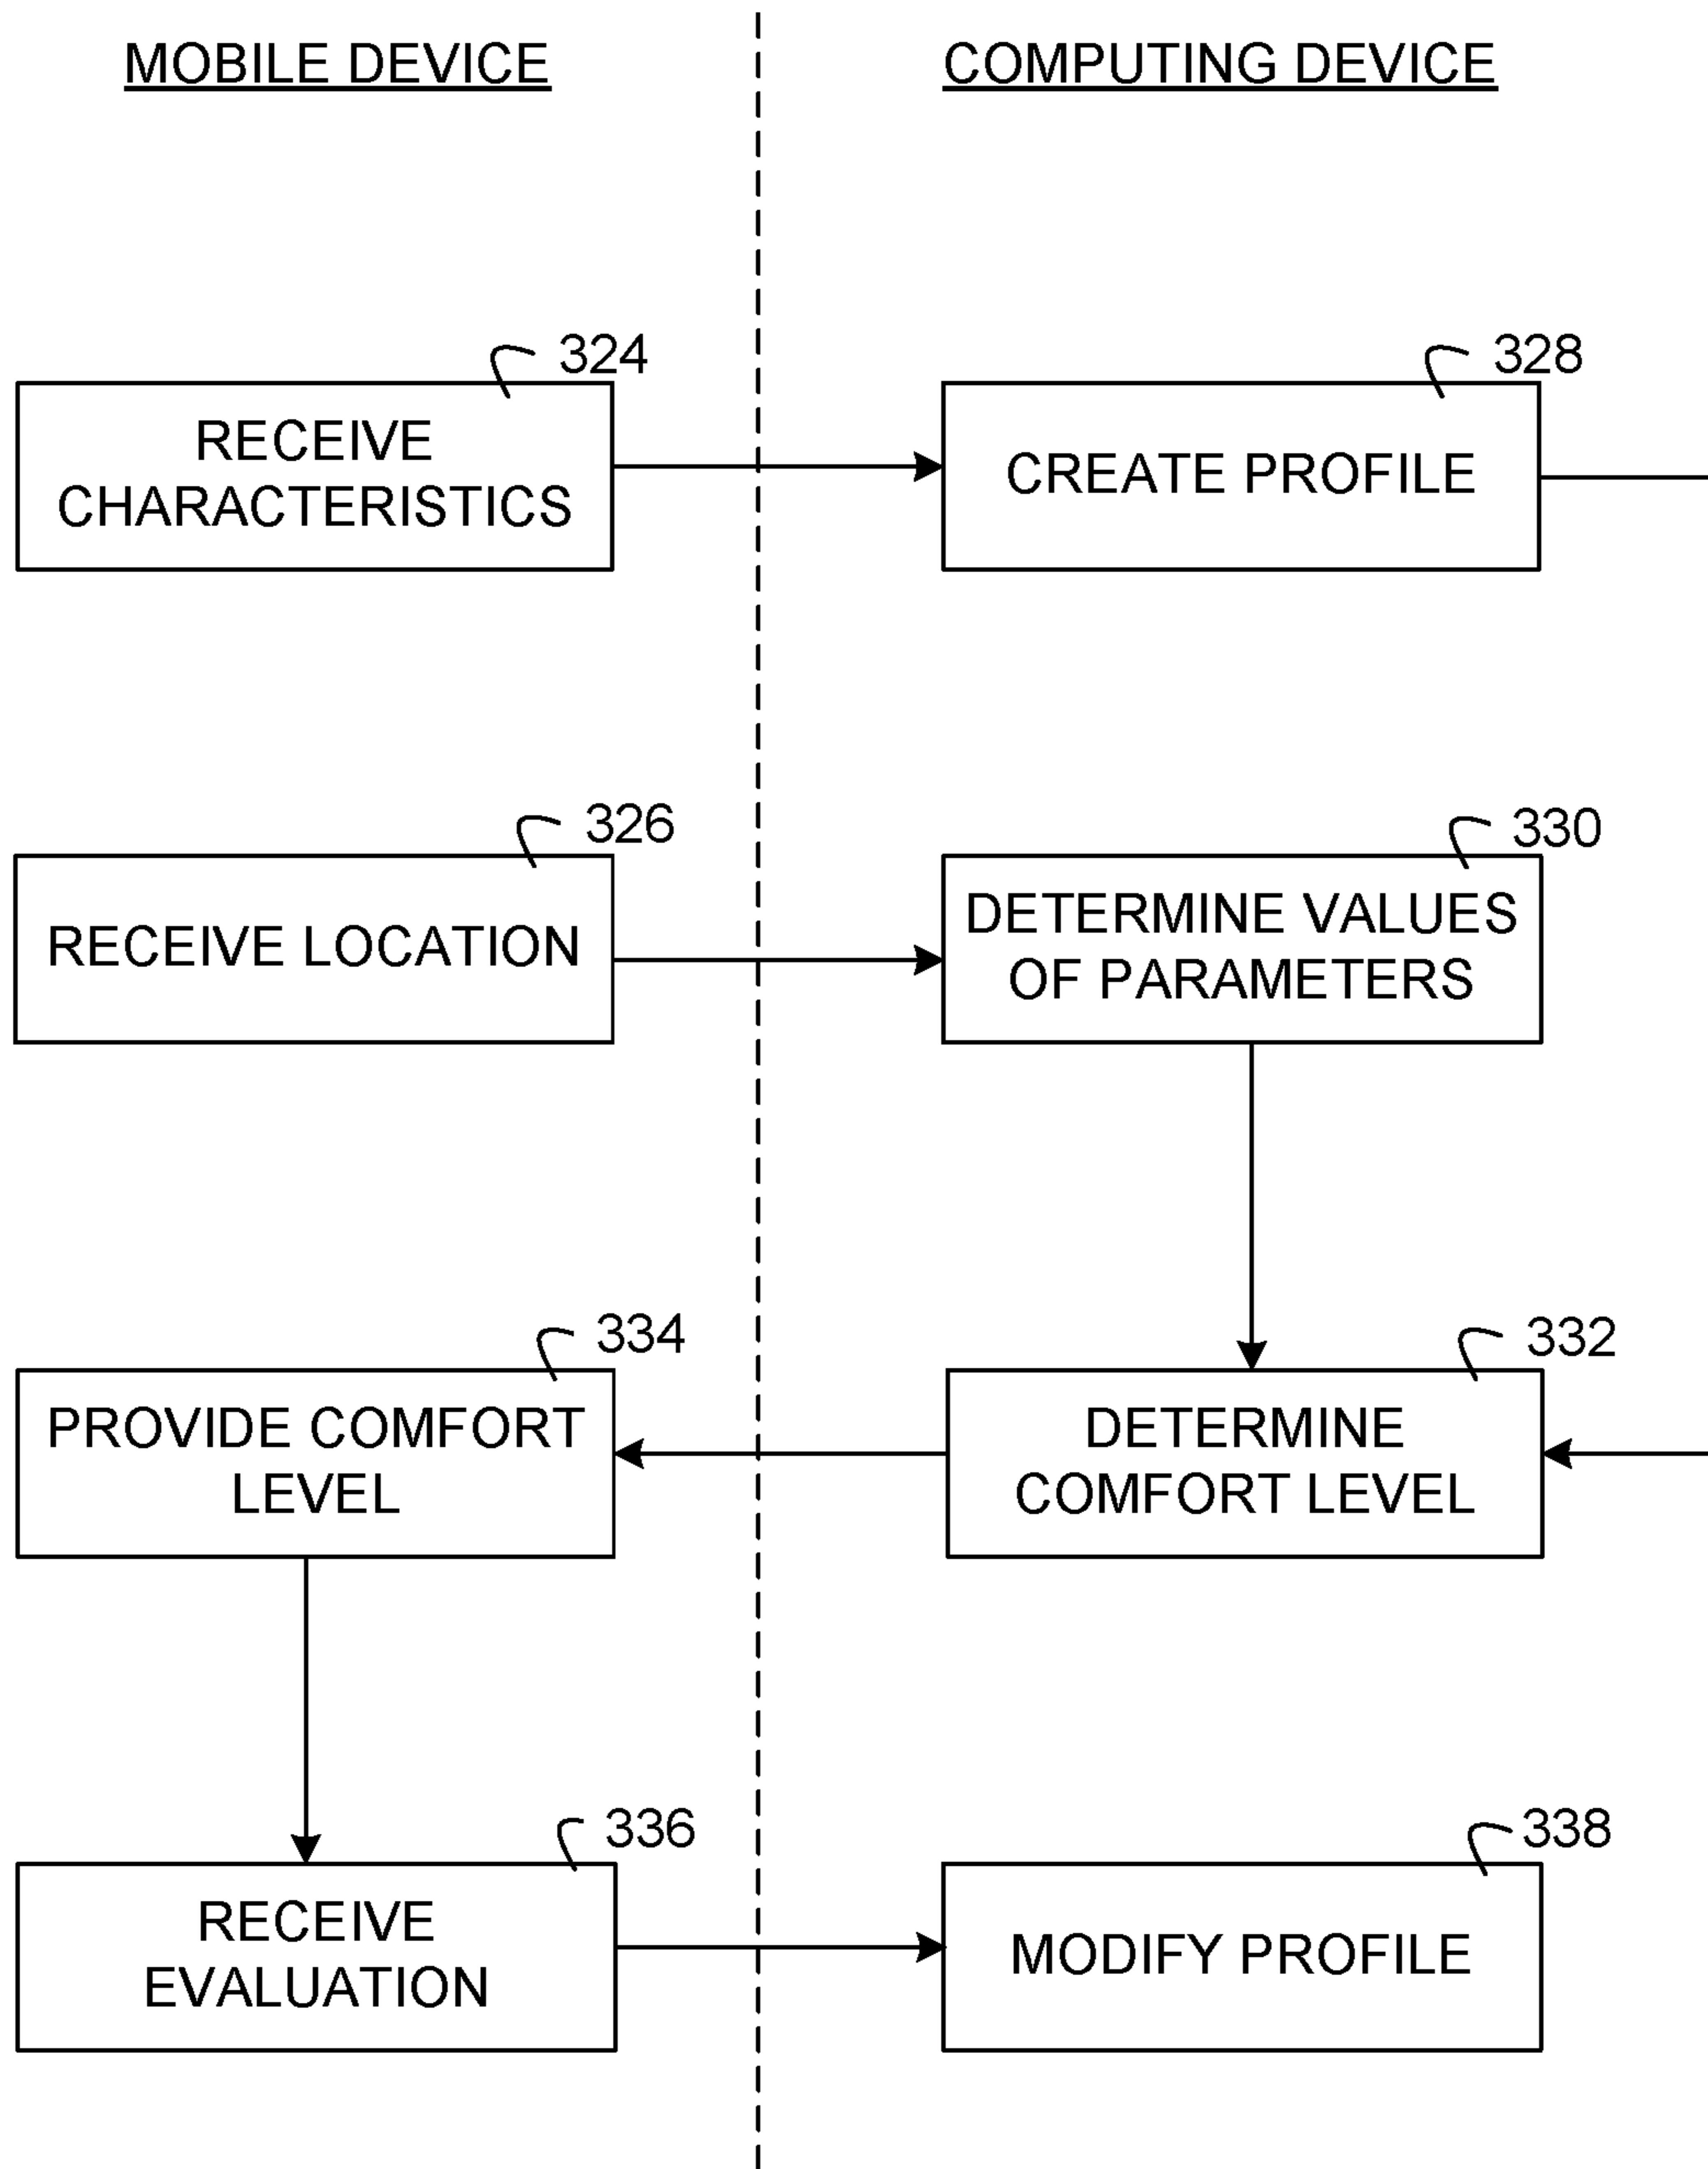 MOBILE DEVICE
COMPUTING DEVICE
324
RECEIVE
CHARACTERISTICS
328
CREATE PROFILE
326
RECEIVE LOCATION
330
DETERMINE VALUES
OF PARAMETERS
334
PROVIDE COMFORT
LEVEL
332
DETERMINE
COMFORT LEVEL
336
RECEIVE
EVALUATION
338
MODIFY PROFILE